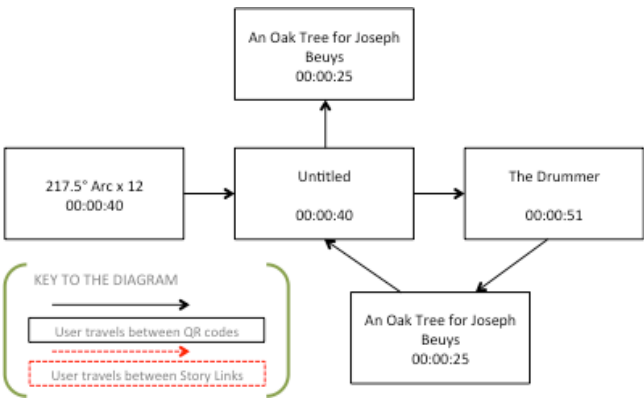 An Oak Tree for Joseph
Beuys
00:00:25
217.5° Arc x 12
00:00:40
Untitled
00:00:40
The Drummer
00:00:51
An Oak Tree for Joseph
Beuys
00:00:25
KEY TO THE DIAGRAM
User travels between QR codes
User travels between Story Links